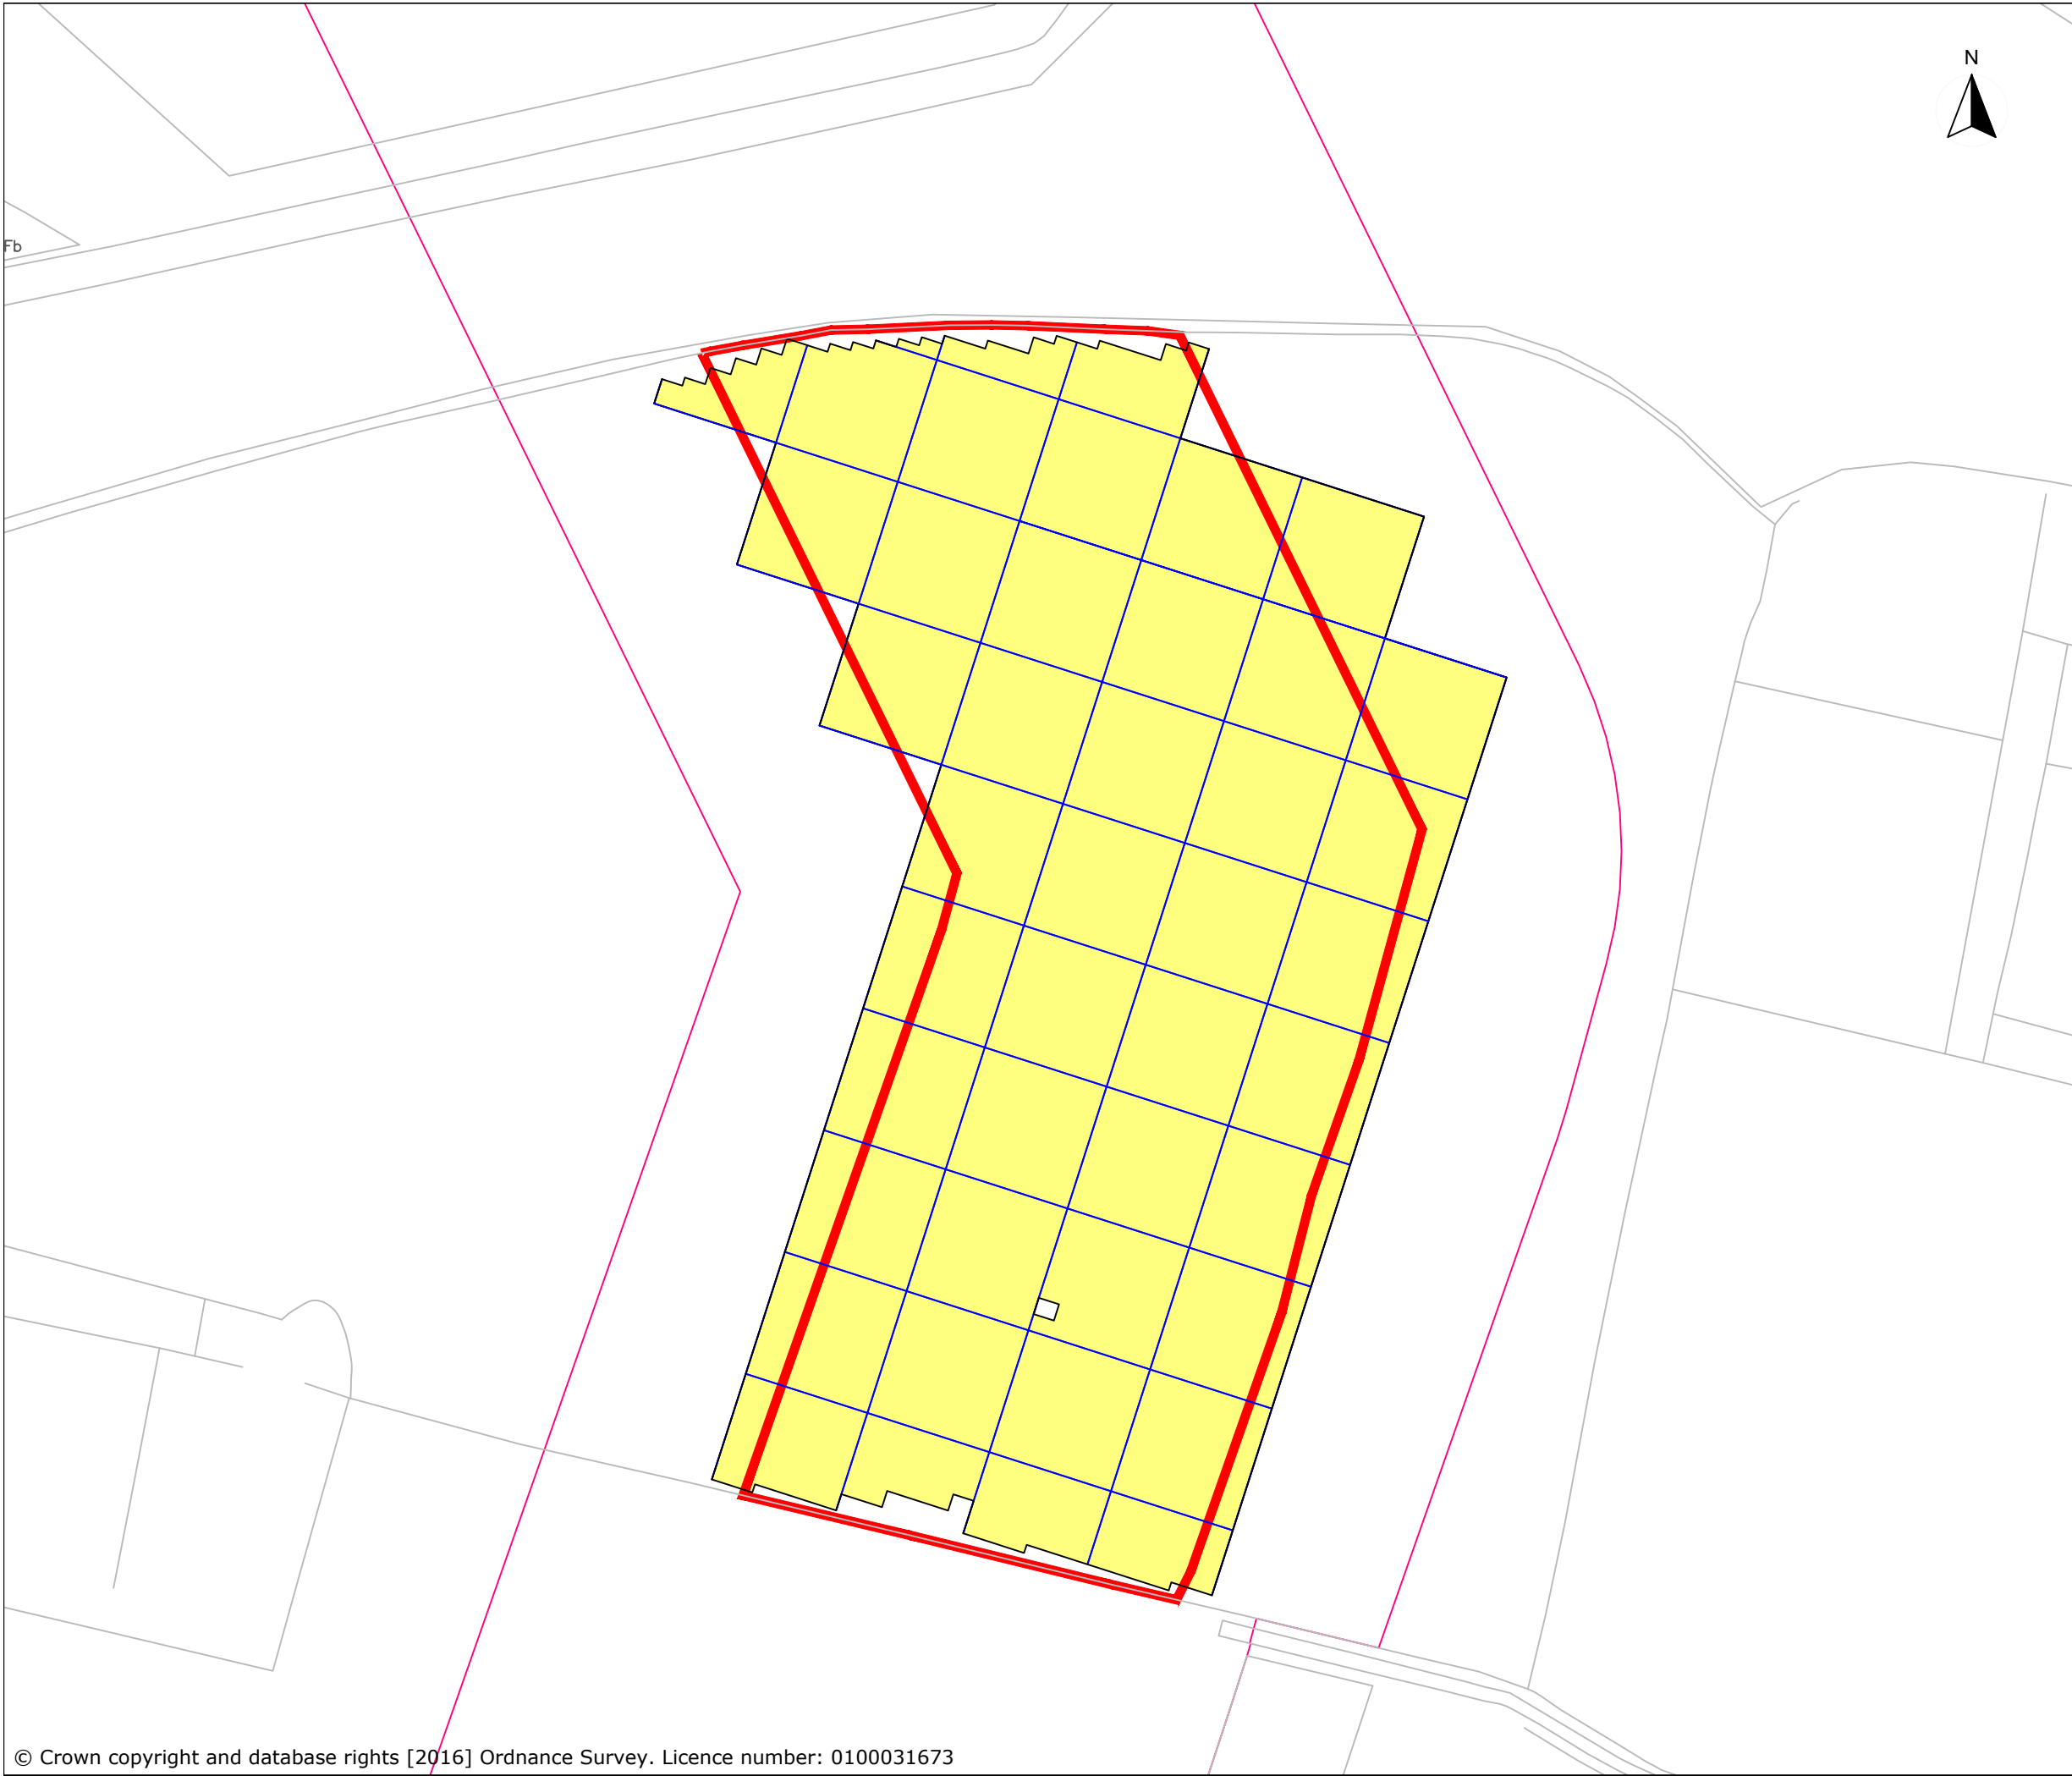 N
Fb
© Crown copyright and database rights [2016] Ordnance Survey. Licence number: 0100031673